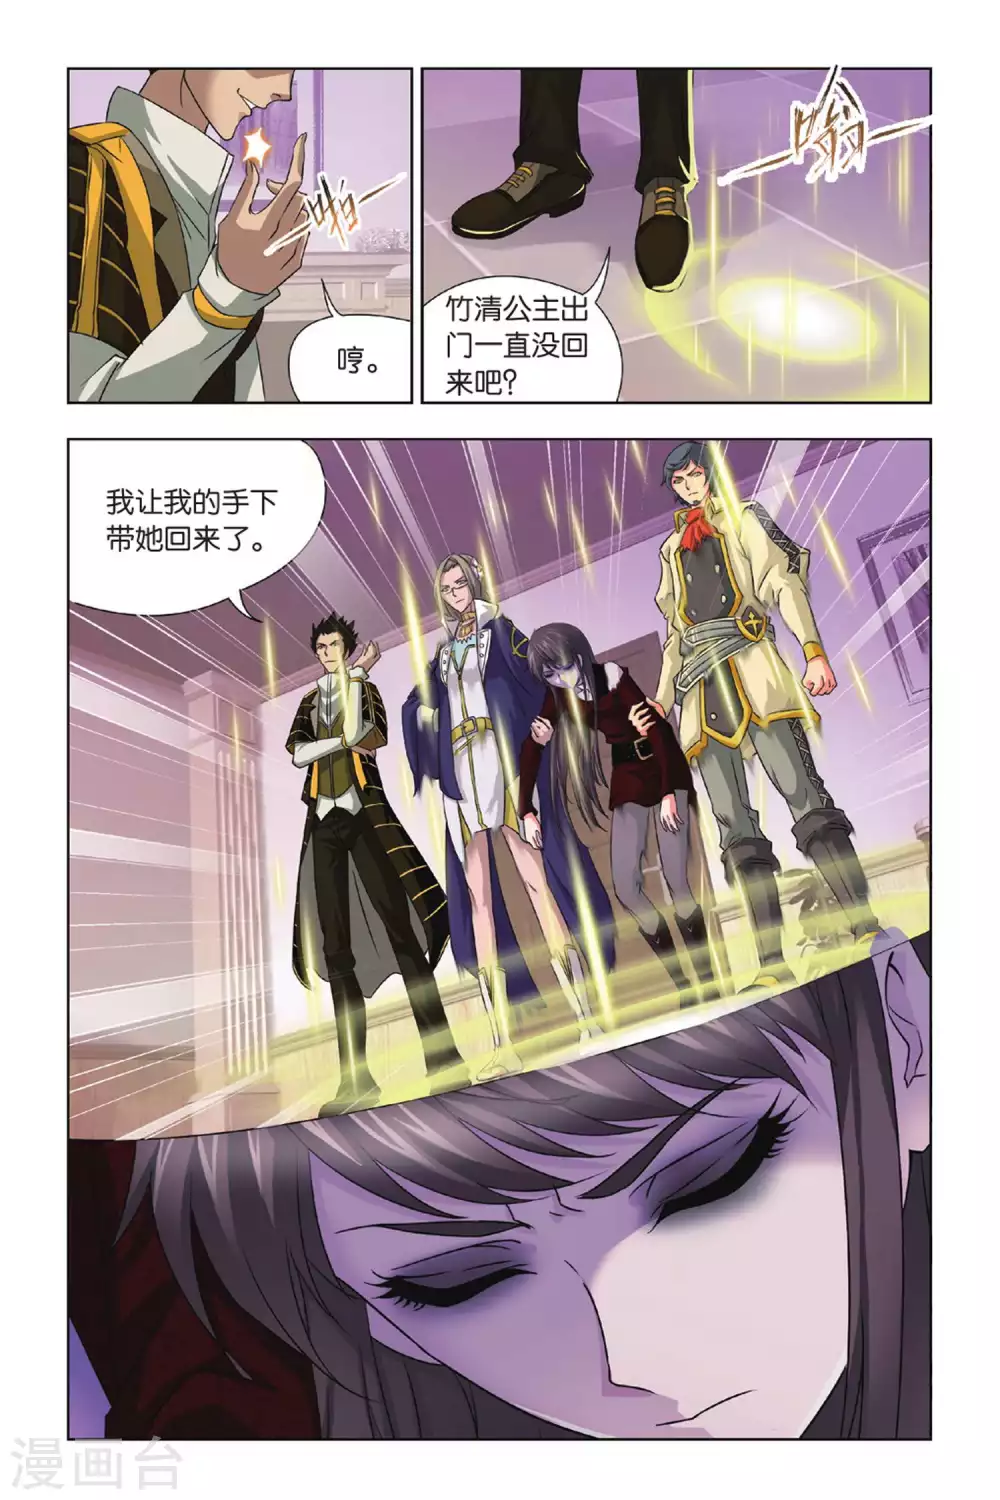 啪
哼。
嗡
竹清公主出
门一直没回
来吧？
我让我的手下
带她回来了。
漫画台